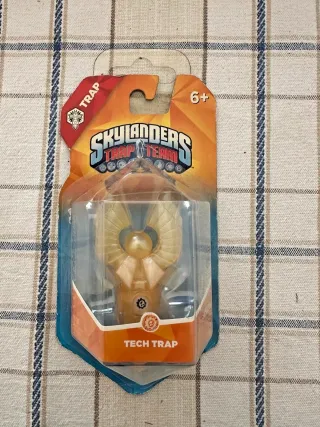 TRAP
6+
SKYLANDERS
TRAP TEAM
TECH TRAP